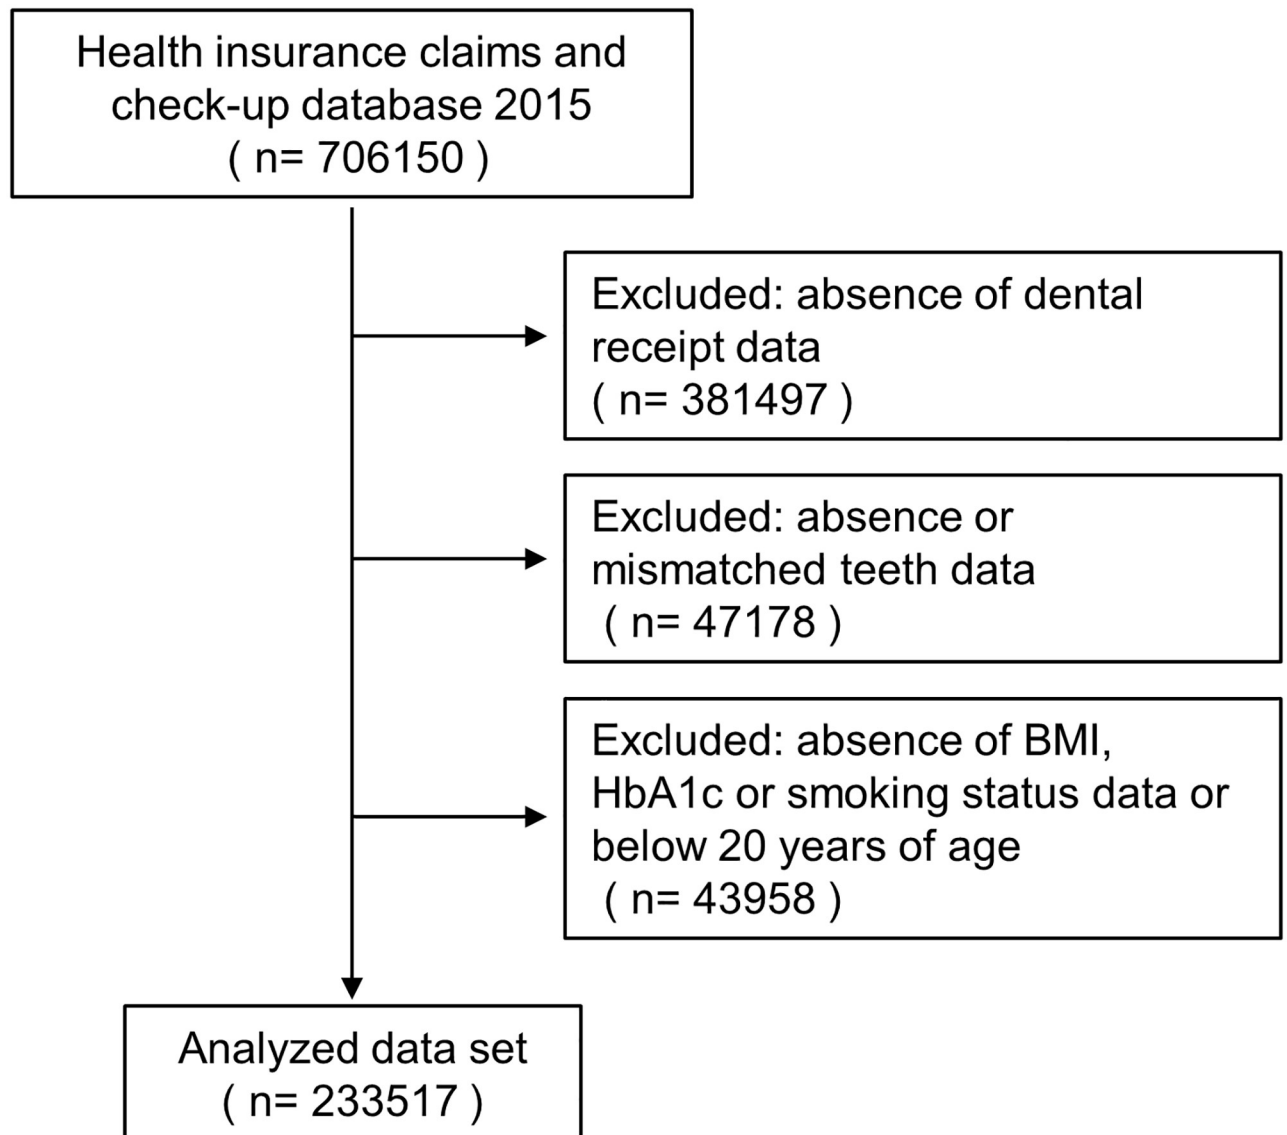 Health insurance claims and
check-up database 2015
( n= 706150 )
Excluded: absence of dental
receipt data
( n= 381497 )
Excluded: absence or
mismatched teeth data
( n= 47178 )
Excluded: absence of BMI,
HbA1c or smoking status data or
below 20 years of age
( n= 43958 )
Analyzed data set
( n= 233517 )